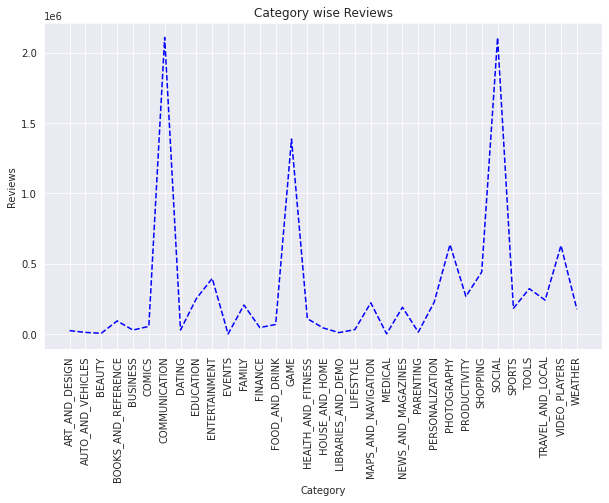 Category wise Reviews
1e6
2.0
1.5
1.0
0.5
0.0
Reviews
ART_AND_DESIGN
AUTO_AND_VEHICLES
BEAUTY
BOOKS_AND_REFERENCE
BUSINESS
COMICS
COMMUNICATION
DATING
EDUCATION
ENTERTAINMENT
EVENTS
FAMILY
FINANCE
FOOD_AND_DRINK
GAME
HEALTH_AND_FITNESS
HOUSE_AND_HOME
LIBRARIES_AND_DEMO
LIFESTYLE
MAPS_AND_NAVIGATION
MEDICAL
NEWS_AND_MAGAZINES
PARENTING
PERSONALIZATION
PHOTOGRAPHY
PRODUCTIVITY
SHOPPING
SOCIAL
SPORTS
TOOLS
TRAVEL_AND_LOCAL
VIDEO_PLAYERS
WEATHER
Category